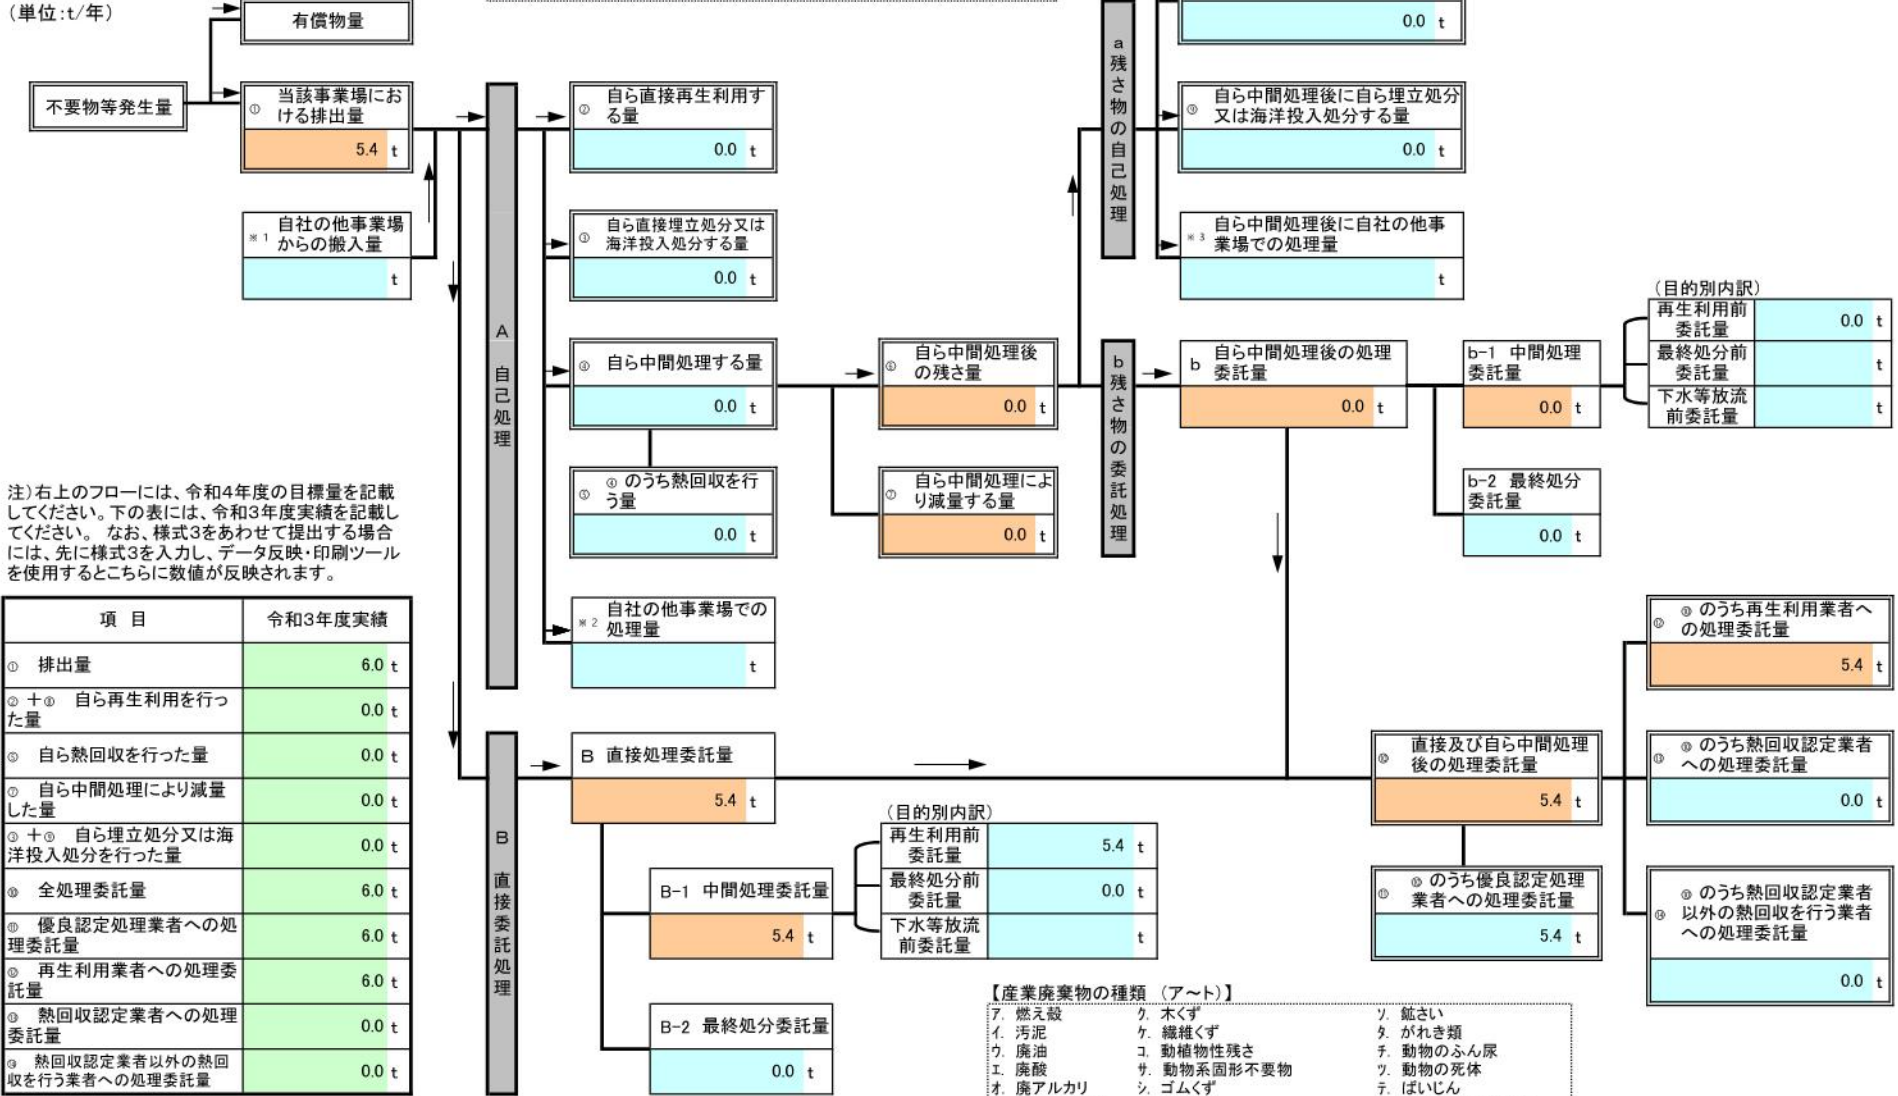 (単位:t/年)
有償物量
不要物等発生量
① 当該事業場にお
ける排出量
5.4 t
※1 自社の他事業場
からの搬入量
t
A 自己処理
② 自ら直接再生利用す
る量
0.0 t
③ 自ら直接埋立処分又は
海洋投入処分する量
0.0 t
④ 自ら中間処理する量
0.0 t
⑤ ④ のうち熱回収を行
う量
0.0 t
※2 自社の他事業場での
処理量
t
⑥ 自ら中間処理後
の残さ量
0.0 t
⑦ 自ら中間処理によ
り減量する量
0.0 t
a 残さ物の自己処理
0.0 t
⑨ 自ら中間処理後に自ら埋立処分
又は海洋投入処分する量
0.0 t
※3 自ら中間処理後に自社の他事
業場での処理量
t
b 残さ物の委託処理
b 自ら中間処理後の処理
委託量
0.0 t
b-1 中間処理
委託量
0.0 t
(目的別内訳)
再生利用前
委託量
0.0 t
最終処分前
委託量
t
下水等放流
前委託量
t
b-2 最終処分
委託量
0.0 t
注)右上のフローには、令和4年度の目標量を記載
してください。下の表には、令和3年度実績を記載し
てください。 なお、様式3をあわせて提出する場合
には、先に様式3を入力し、データ反映・印刷ツール
を使用するとこちらに数値が反映されます。
項 目 令和3年度実績
① 排出量 6.0 t
② +⑧ 自ら再生利用を行っ
た量 0.0 t
⑤ 自ら熱回収を行った量 0.0 t
⑦ 自ら中間処理により減量
した量 0.0 t
③ +⑨ 自ら埋立処分又は海
洋投入処分を行った量 0.0 t
⑩ 全処理委託量 6.0 t
⑪ 優良認定処理業者への処
理委託量 6.0 t
⑫ 再生利用業者への処理委
託量 6.0 t
⑬ 熱回収認定業者への処理
委託量 0.0 t
⑭ 熱回収認定業者以外の熱回
収を行う業者への処理委託量 0.0 t
B 直接委託処理
B 直接処理委託量
5.4 t
B-1 中間処理委託量
5.4 t
(目的別内訳)
再生利用前
委託量
5.4 t
最終処分前
委託量
0.0 t
下水等放流
前委託量
t
B-2 最終処分委託量
0.0 t
⑩ 直接及び自ら中間処理
後の処理委託量
5.4 t
⑪ ⑩ のうち優良認定処理
業者への処理委託量
5.4 t
⑫ ⑩ のうち再生利用業者へ
の処理委託量
5.4 t
⑬ ⑩ のうち熱回収認定業者
への処理委託量
0.0 t
⑭ ⑩ のうち熱回収認定業者
以外の熱回収を行う業者
への処理委託量
0.0 t
【産業廃棄物の種類 (ア～ト)】
ア. 燃え殻 ク. 木くず ソ. 鉱さい
イ. 汚泥 ケ. 繊維くず タ. がれき類
ウ. 廃油 コ. 動植物性残さ チ. 動物のふん尿
エ. 廃酸 サ. 動物系固形不要物 ツ. 動物の死体
オ. 廃アルカリ シ. ゴムくず テ. ばいじん